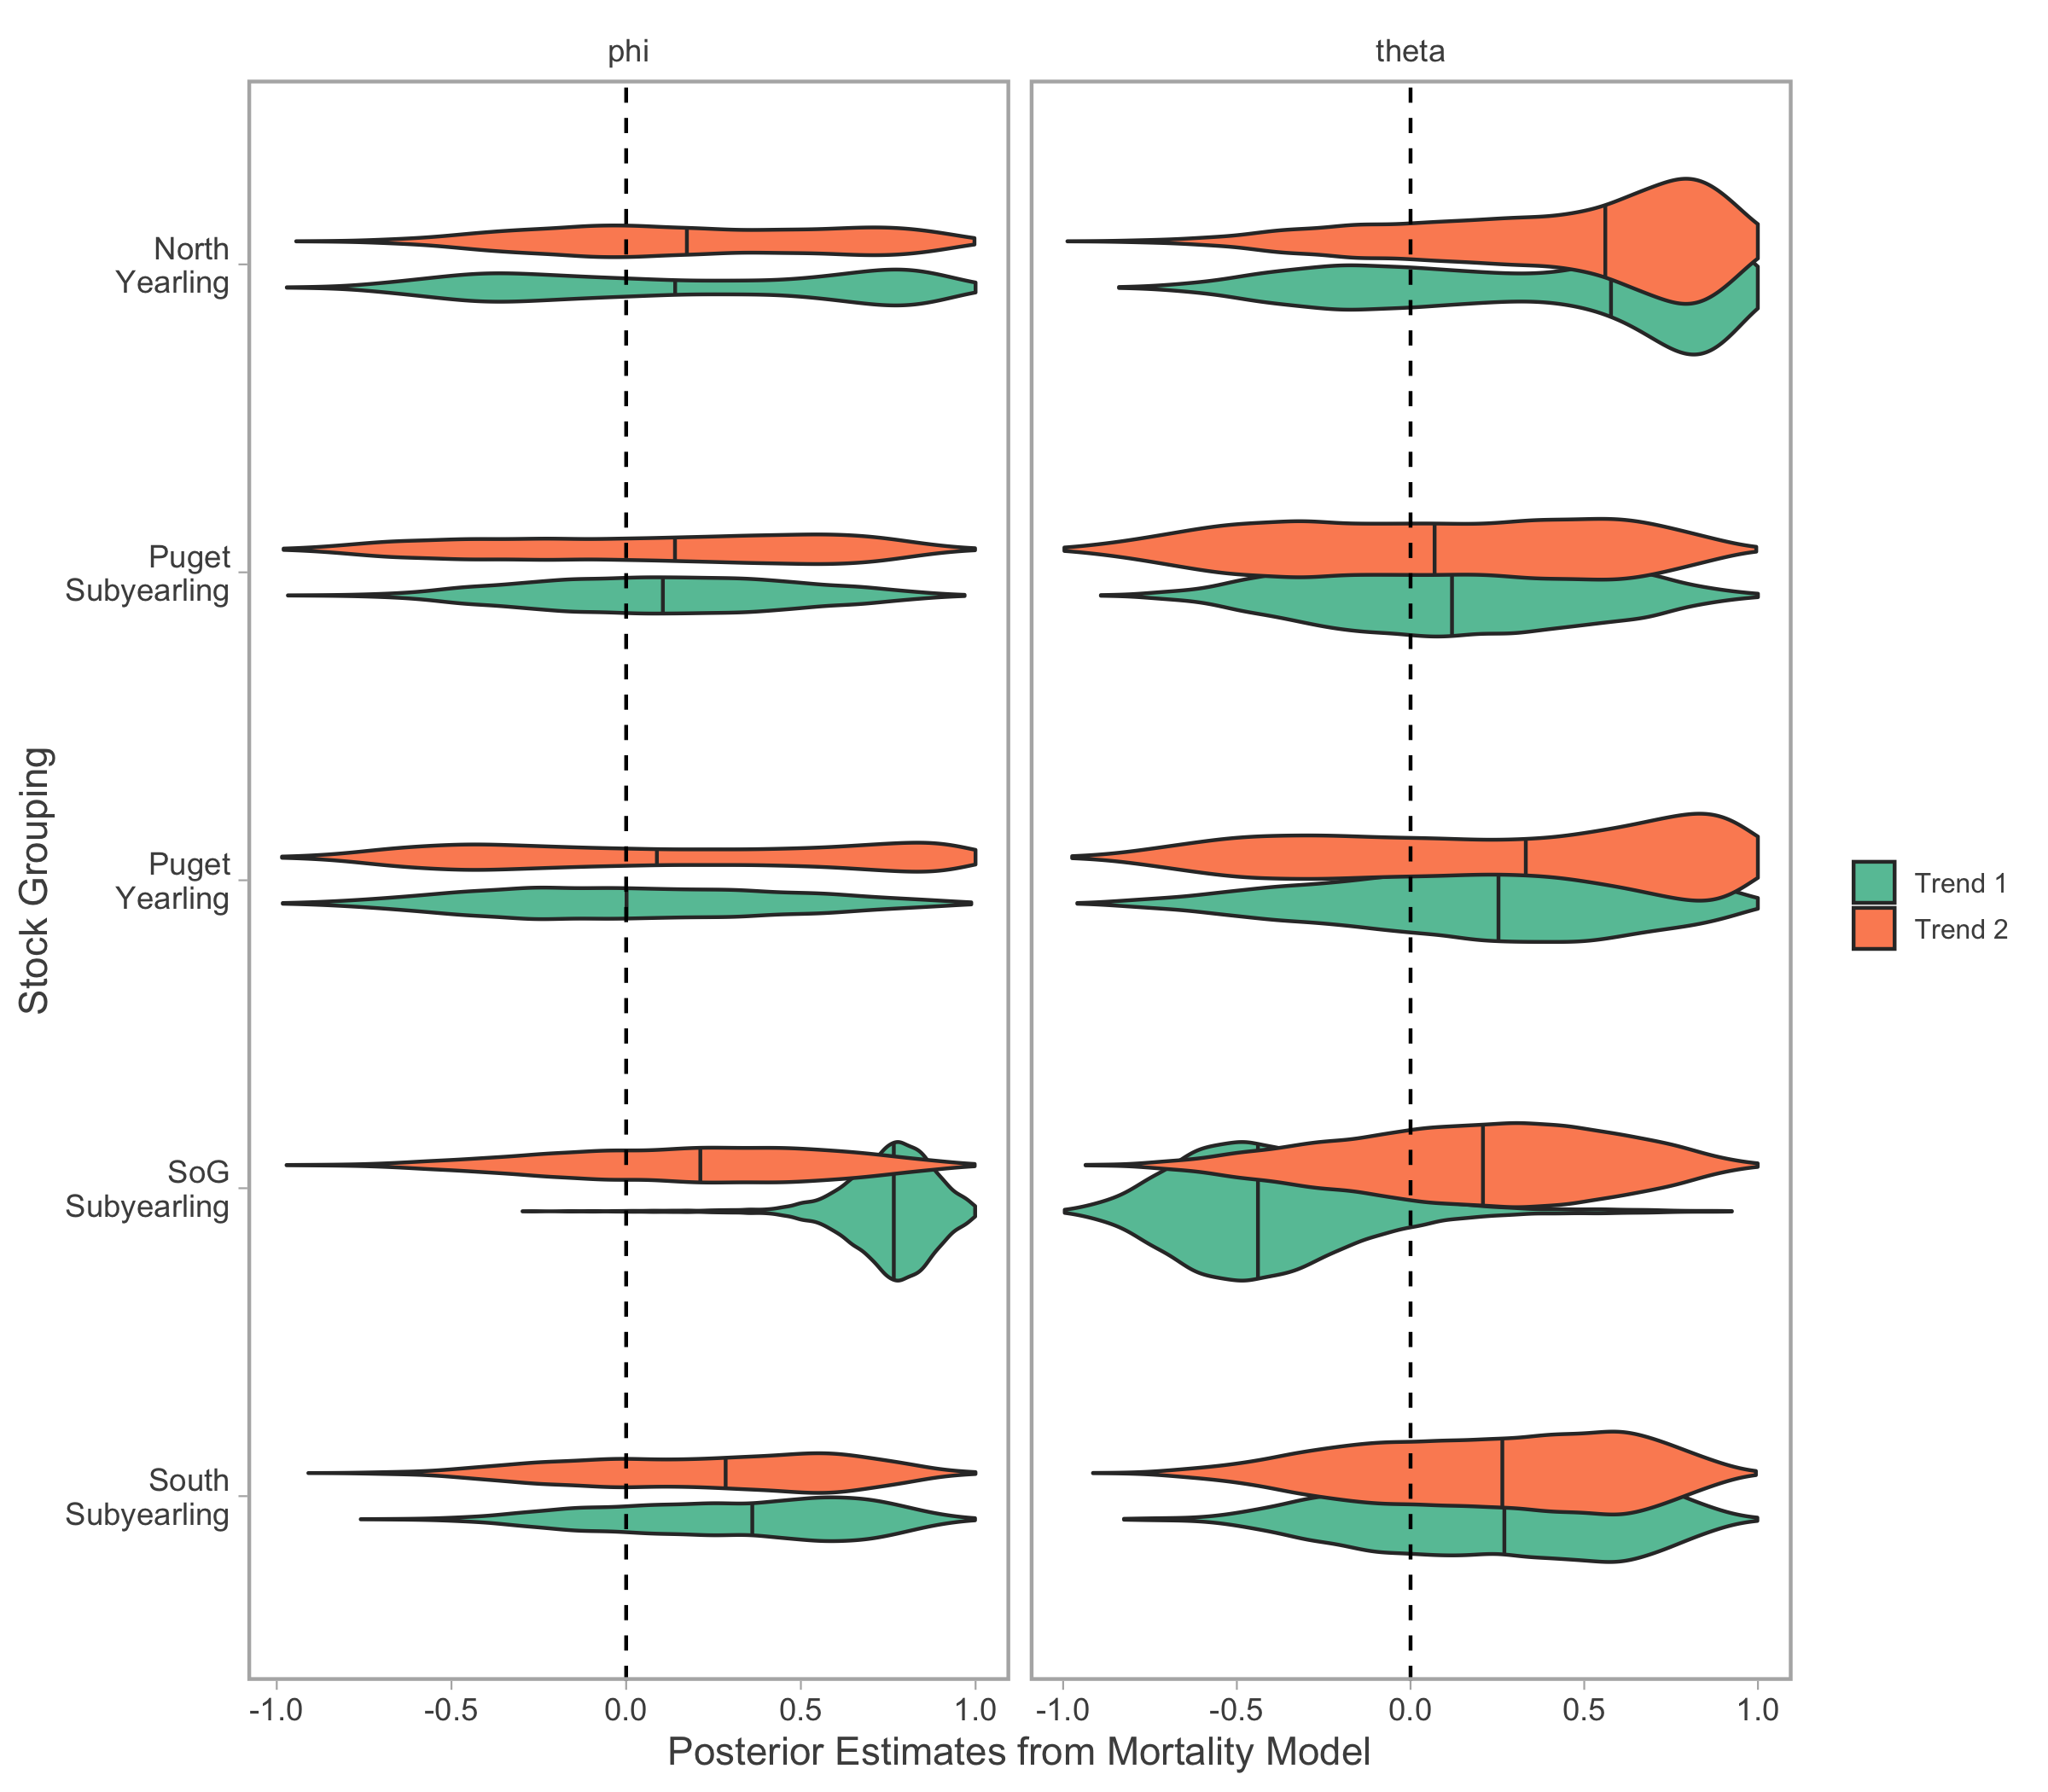 phi
theta
North
Yearling
Puget
Subyearling
Puget
Yearling
SoG
Subyearling
South
Subyearling
Stock Grouping
-1.0 -0.5 0.0 0.5 1.0
-1.0 -0.5 0.0 0.5 1.0
Posterior Estimates from Mortality Model
Trend 1
Trend 2